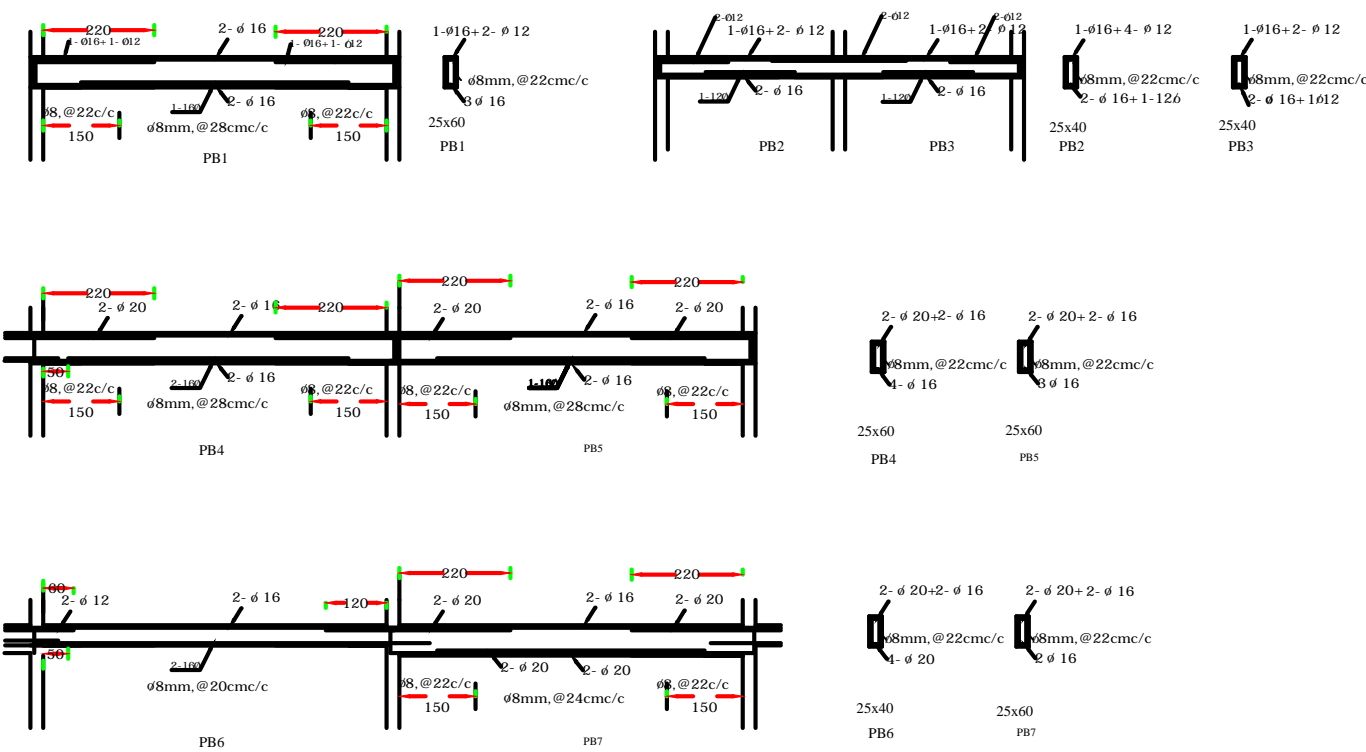 220
2- ø 16
220
1-ø16+1-ø12
1-ø16+1-ø12
1-ø16+2- ø 12
ø8mm,@22cmc/c
3 ø 16
1-160
2- ø 16
ø8,@22c/c
ø8,@22c/c
150
ø8mm,@28cmc/c
150
25x60
PB1
PB1
2-ø12
2-ø12
2-ø12
1-ø16+2- ø 12
1-ø16+2- ø 12
1-120
2- ø 16
1-120
2- ø 16
PB2
PB3
1-ø16+4- ø 12
ø8mm,@22cmc/c
2- ø 16+1-12ø
25x40
PB2
1-ø16+2- ø 12
ø8mm,@22cmc/c
2- ø 16+1ø12
25x40
PB3
220
220
220
220
2- ø 20
2- ø 16
2- ø 20
2- ø 16
2- ø 20
50
2-160
2- ø 16
1-160
2- ø 16
ø8,@22c/c
ø8,@22c/c
ø8,@22c/c
ø8,@22c/c
150
ø8mm,@28cmc/c
150
150
ø8mm,@28cmc/c
150
PB4
PB5
2- ø 20+2- ø 16
ø8mm,@22cmc/c
4- ø 16
25x60
PB4
2- ø 20+2- ø 16
ø8mm,@22cmc/c
3 ø 16
25x60
PB5
60
120
220
220
2- ø 12
2- ø 16
2- ø 20
2- ø 16
2- ø 20
50
2-160
2- ø 20
2- ø 20
ø8mm,@20cmc/c
ø8,@22c/c
ø8,@22c/c
150
ø8mm,@24cmc/c
150
PB6
PB7
2- ø 20+2- ø 16
ø8mm,@22cmc/c
4- ø 20
25x40
PB6
2- ø 20+2- ø 16
ø8mm,@22cmc/c
2 ø 16
25x60
PB7